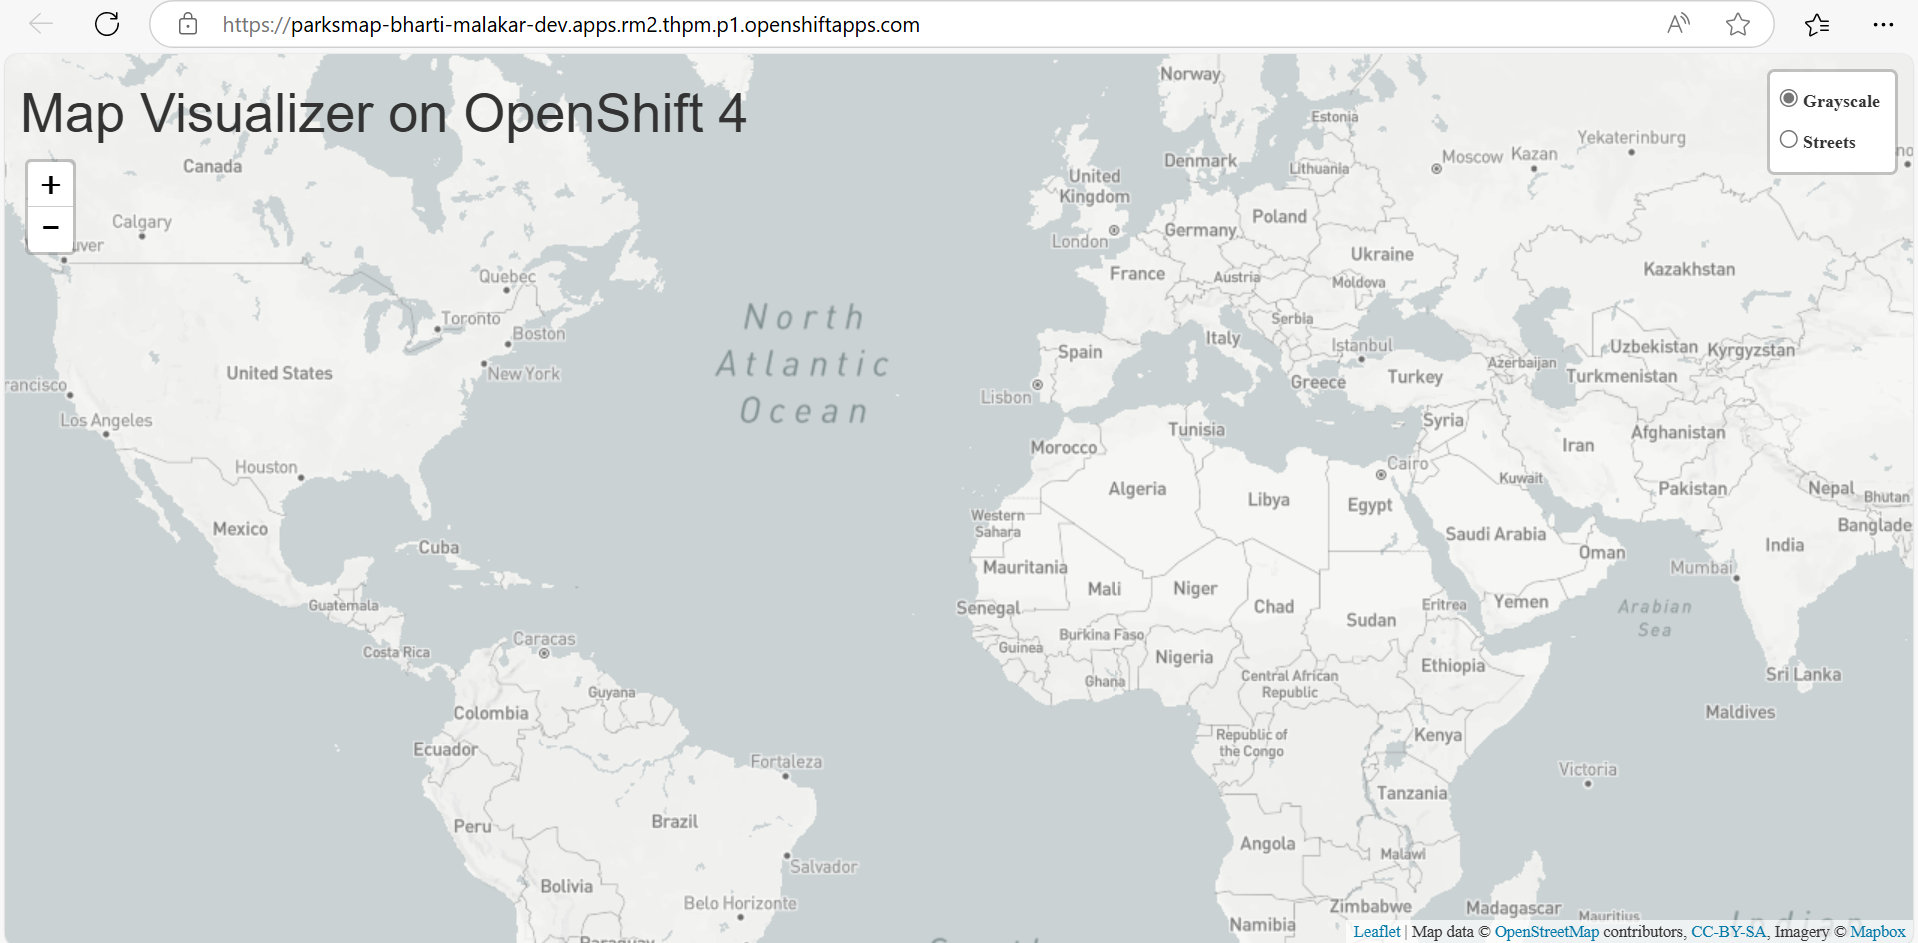 https://parksmap-bharti-malakar-dev.apps.rm2.thpm.p1.openshiftapps.com
Map Visualizer on OpenShift 4
+
−
Grayscale
Streets
Canada
Calgary
uver
Quebec
Toronto
Boston
New York
United States
rancisco
Los Angeles
Houston
Mexico
Cuba
Guatemala
Costa Rica
Caracas
Guyana
Colombia
Ecuador
Fortaleza
Peru
Brazil
Salvador
Bolivia
Belo Horizonte
Paraguay
North
Atlantic
Ocean
Norway
Estonia
Denmark
Lithuania
Moscow
Kazan
Yekaterinburg
no
United
Kingdom
London
Poland
Germany
Ukraine
France
Austria
Moldova
Kazakhstan
Serbia
Italy
Spain
Istanbul
Lisbon
Greece
Turkey
Azerbaijan
Uzbekistan
Kyrgyzstan
Turkmenistan
Tunisia
Syria
Afghanistan
Morocco
Iran
Cairo
Algeria
Libya
Egypt
Kuwait
Pakistan
Nepal
Bhutan
Western
Sahara
Saudi Arabia
Banglade
Oman
India
Mauritania
Mumbai
Mali
Niger
Chad
Senegal
Eritrea
Yemen
Arabian
Sea
Sudan
Burkina Faso
Guinea
Nigeria
Ethiopia
Ghana
Central African
Republic
Sri Lanka
Maldives
Republic of
the Congo
Kenya
Victoria
Tanzania
Angola
Malawi
Zimbabwe
Madagascar
Mauritius
Namibia
Leaflet | Map data © OpenStreetMap contributors, CC-BY-SA, Imagery © Mapbox